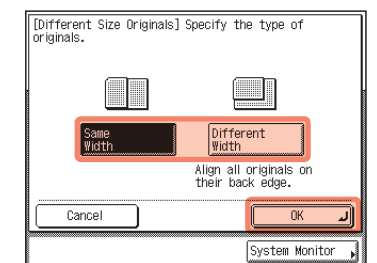 [Different Size Originals] Specify the type of
originals.
Same
Width
Different
Width
Align all originals on
their back edge.
Cancel
OK
System Monitor